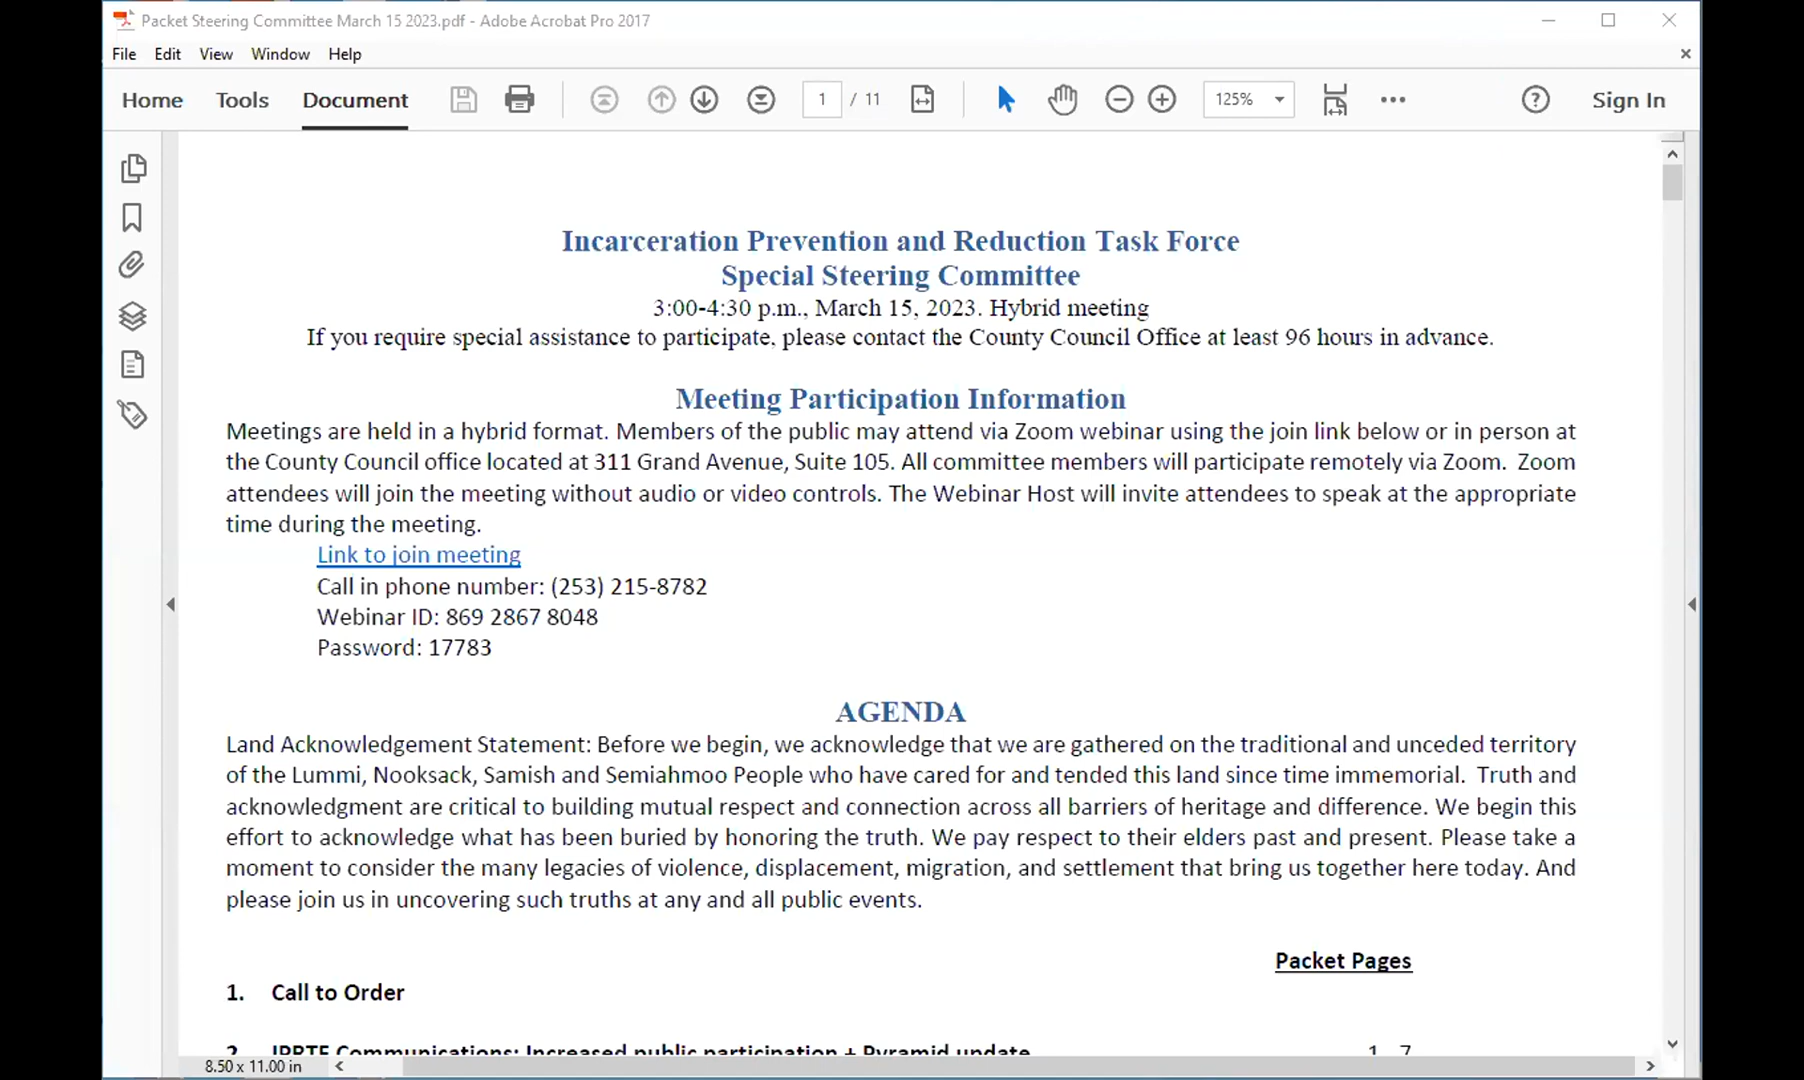 Packet Steering Committee March 15 2023.pdf - Adobe Acrobat Pro 2017
File Edit View Window Help
Home Tools Document 1 / 11 125% Sign In
Incarceration Prevention and Reduction Task Force
Special Steering Committee
3:00-4:30 p.m., March 15, 2023. Hybrid meeting
If you require special assistance to participate, please contact the County Council Office at least 96 hours in advance.
Meeting Participation Information
Meetings are held in a hybrid format. Members of the public may attend via Zoom webinar using the join link below or in person at
the County Council office located at 311 Grand Avenue, Suite 105. All committee members will participate remotely via Zoom. Zoom
attendees will join the meeting without audio or video controls. The Webinar Host will invite attendees to speak at the appropriate
time during the meeting.
Link to join meeting
Call in phone number: (253) 215-8782
Webinar ID: 869 2867 8048
Password: 17783
AGENDA
Land Acknowledgement Statement: Before we begin, we acknowledge that we are gathered on the traditional and unceded territory
of the Lummi, Nooksack, Samish and Semiahmoo People who have cared for and tended this land since time immemorial. Truth and
acknowledgment are critical to building mutual respect and connection across all barriers of heritage and difference. We begin this
effort to acknowledge what has been buried by honoring the truth. We pay respect to their elders past and present. Please take a
moment to consider the many legacies of violence, displacement, migration, and settlement that bring us together here today. And
please join us in uncovering such truths at any and all public events.
Packet Pages
1. Call to Order
2. IPRTF Communications: Increased public participation + Pyramid update 1 7
8.50 x 11.00 in